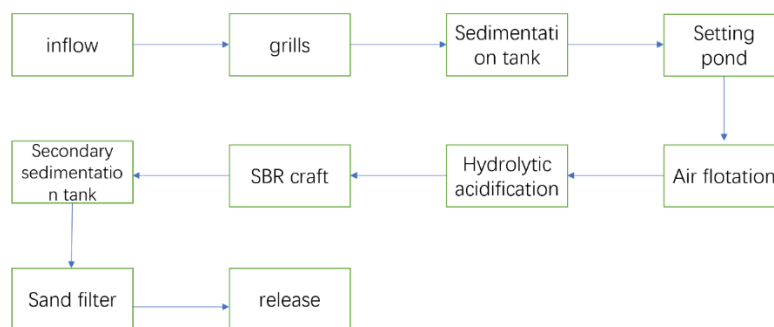 inflow
grills
Sedimentati
on tank
Setting
pond
Air flotation
Hydrolytic
acidification
SBR craft
Secondary
sedimentatio
n tank
Sand filter
release